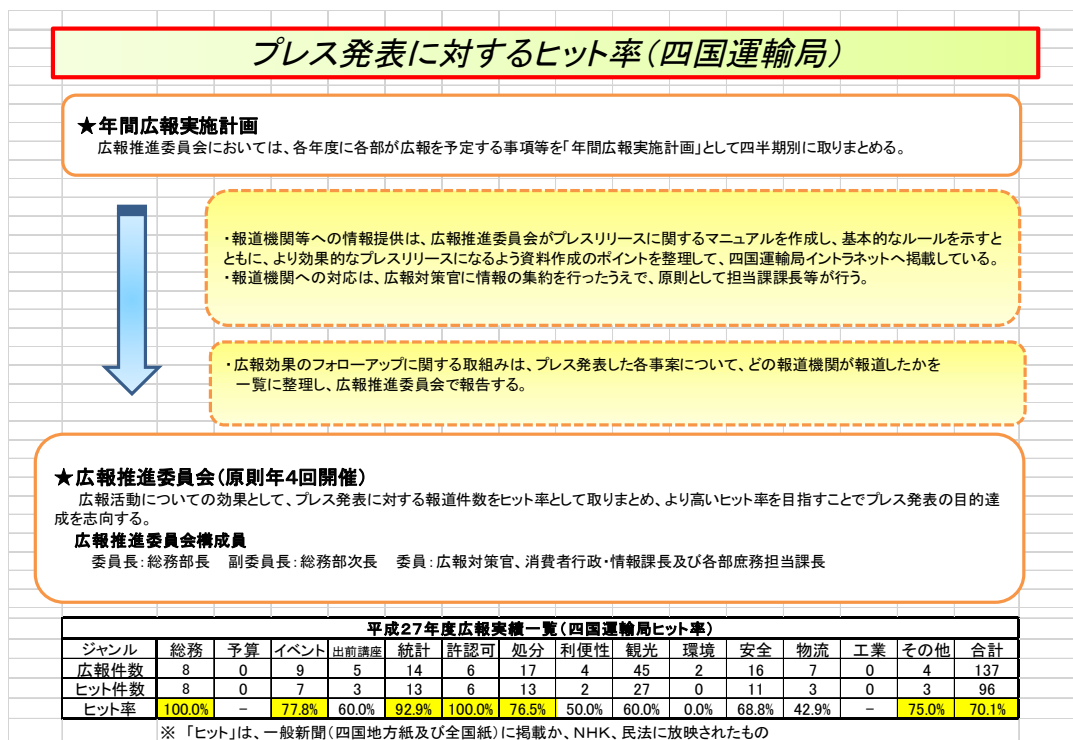 プレス発表に対するヒット率(四国運輸局)
★年間広報実施計画
広報推進委員会においては、各年度に各部が広報を予定する事項等を「年間広報実施計画」として四半期別に取りまとめる。
・報道機関等への情報提供は、広報推進委員会がプレスリリースに関するマニュアルを作成し、基本的なルールを示すと
ともに、より効果的なプレスリリースになるよう資料作成のポイントを整理して、四国運輸局イントラネットへ掲載している。
・報道機関への対応は、広報対策官に情報の集約を行ったうえで、原則として担当課課長等が行う。
・広報効果のフォローアップに関する取組みは、プレス発表した各事案について、どの報道機関が報道したかを
一覧に整理し、広報推進委員会で報告する。
★広報推進委員会(原則年4回開催)
広報活動についての効果として、プレス発表に対する報道件数をヒット率として取りまとめ、より高いヒット率を目指すことでプレス発表の目的達
成を志向する。
広報推進委員会構成員
委員長:総務部長 副委員長:総務部次長 委員:広報対策官、消費者行政・情報課長及び各部庶務担当課長
平成27年度広報実績一覧(四国運輸局ヒット率)
ジャンル 総務 予算 イベント 出前講座 統計 許認可 処分 利便性 観光 環境 安全 物流 工業 その他 合計
広報件数 8 0 9 5 14 6 17 4 45 2 16 7 0 4 137
ヒット件数 8 0 7 3 13 6 13 2 27 0 11 3 0 3 96
ヒット率 100.0% - 77.8% 60.0% 92.9% 100.0% 76.5% 50.0% 60.0% 0.0% 68.8% 42.9% - 75.0% 70.1%
※ 「ヒット」は、一般新聞(四国地方紙及び全国紙)に掲載か、NHK、民法に放映されたもの